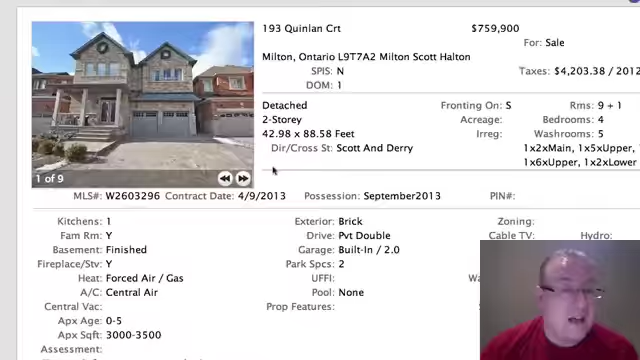 193 Quinlan Crt $759,900
For: Sale
Milton, Ontario L9T7A2 Milton Scott Halton
SPIS: N Taxes: $4,203.38 / 2012
DOM: 1
Detached Fronting On: S Rms: 9 + 1
2-Storey Acreage: Bedrooms: 4
42.98 x 88.58 Feet Irreg: Washrooms: 5
Dir/Cross St: Scott And Derry 1x2xMain, 1x5xUpper,
1x6xUpper, 1x2xLower
1 of 9
MLS#: W2603296 Contract Date: 4/9/2013 Possession: September2013 PIN#:
Kitchens: 1 Exterior: Brick Zoning:
Fam Rm: Y Drive: Pvt Double Cable TV: Hydro:
Basement: Finished Garage: Built-In / 2.0
Fireplace/Stv: Y Park Spcs: 2
Heat: Forced Air / Gas UFFI:
A/C: Central Air Pool: None
Central Vac: Prop Features:
Apx Age: 0-5
Apx Sqft: 3000-3500
Assessment: